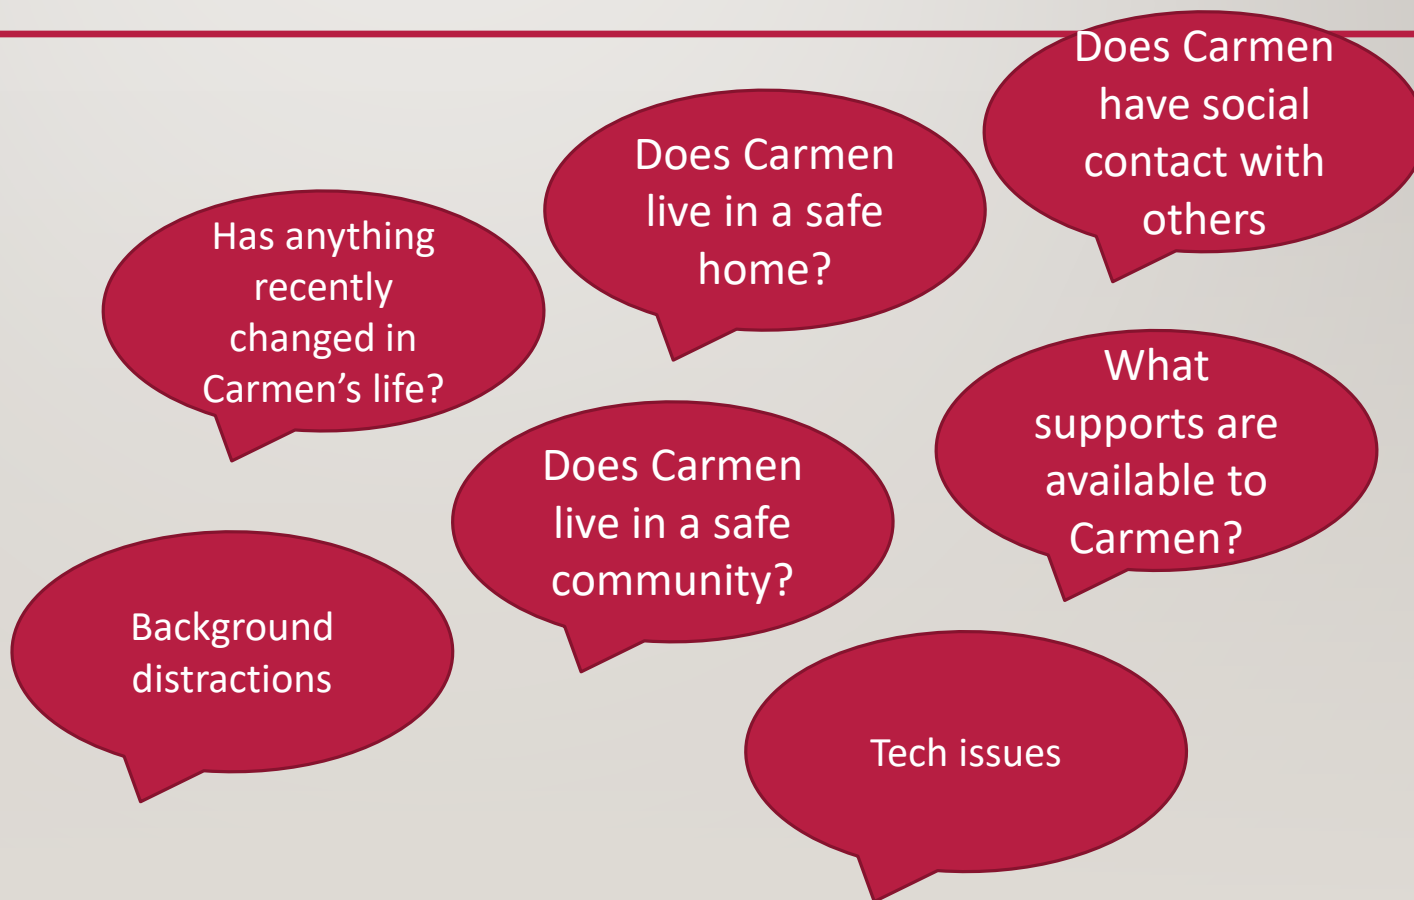 Does Carmen
have social
contact with
others
Does Carmen
live in a safe
home?
Has anything
recently
changed in
Carmen’s life?
What
supports are
available to
Carmen?
Does Carmen
live in a safe
community?
Background
distractions
Tech issues